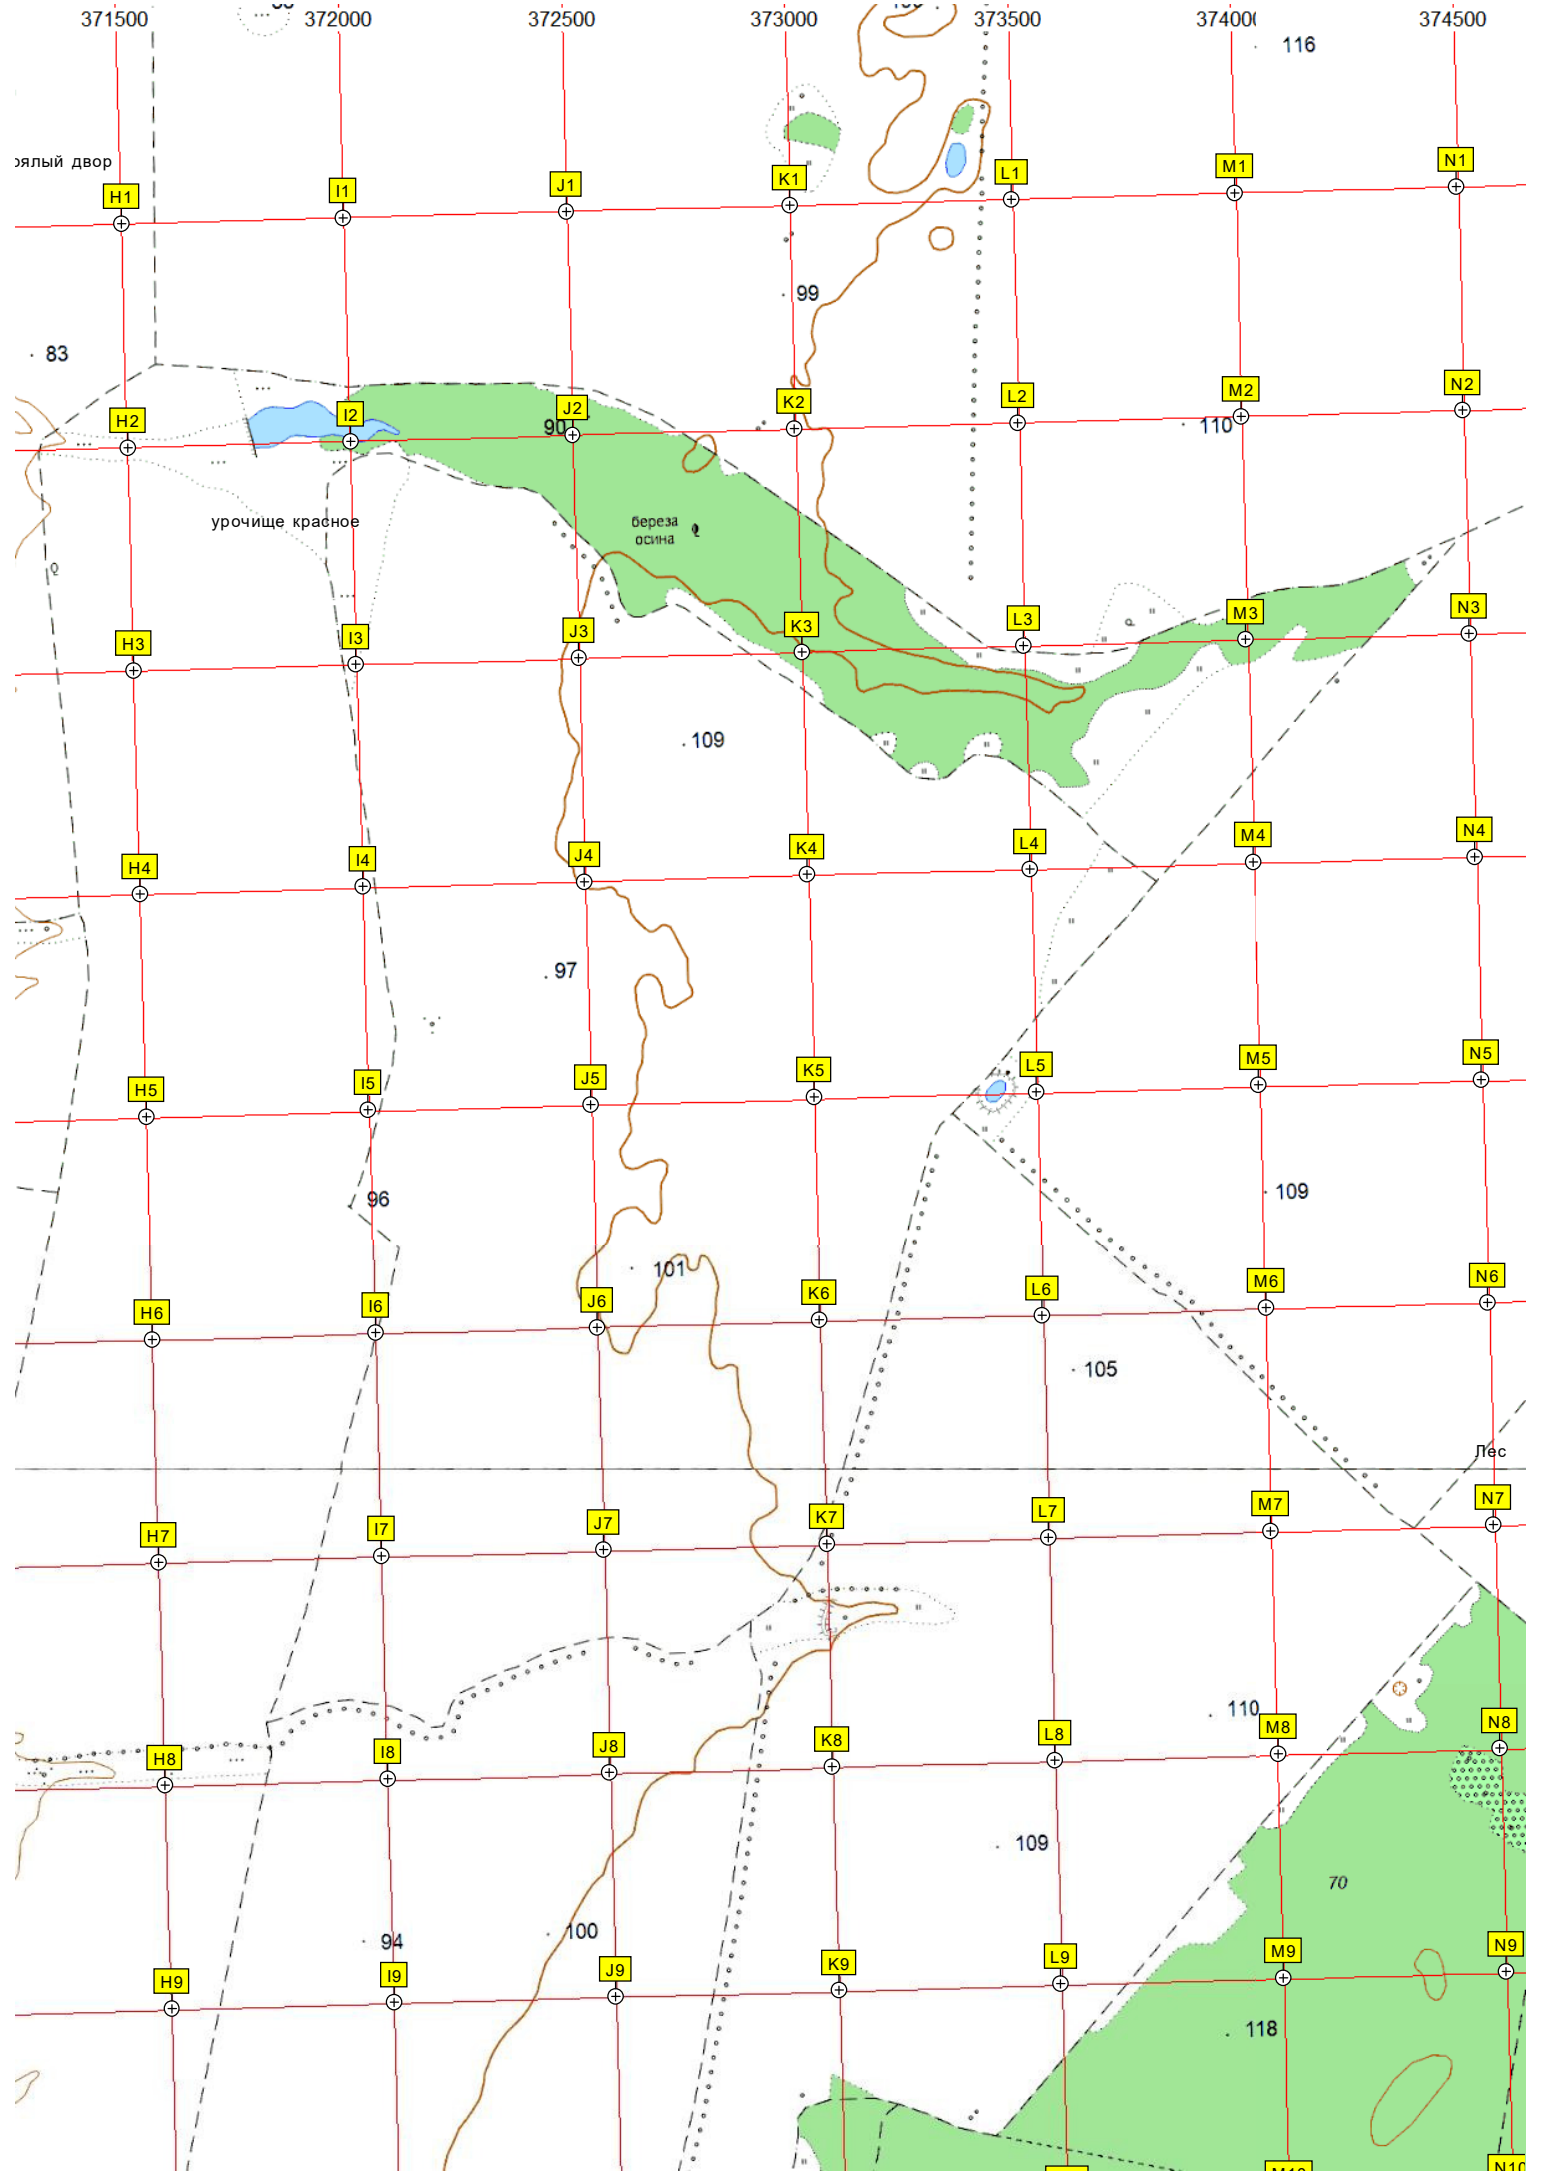 371500 372000 372500 373000 373500 374000 374500
116
оялый двор
H1 I1 J1 K1 L1 M1 N1
99
83
H2 I2 J2 K2 L2 M2 N2
90 110
урочище красное
береза
осина
H3 I3 J3 K3 L3 M3 N3
109
H4 I4 J4 K4 L4 M4 N4
97
H5 I5 J5 K5 L5 M5 N5
96 109
101
H6 I6 J6 K6 L6 M6 N6
105
Лес
H7 I7 J7 K7 L7 M7 N7
110
H8 I8 J8 K8 L8 M8 N8
109
70
94 100
H9 I9 J9 K9 L9 M9 N9
118
M10 N10